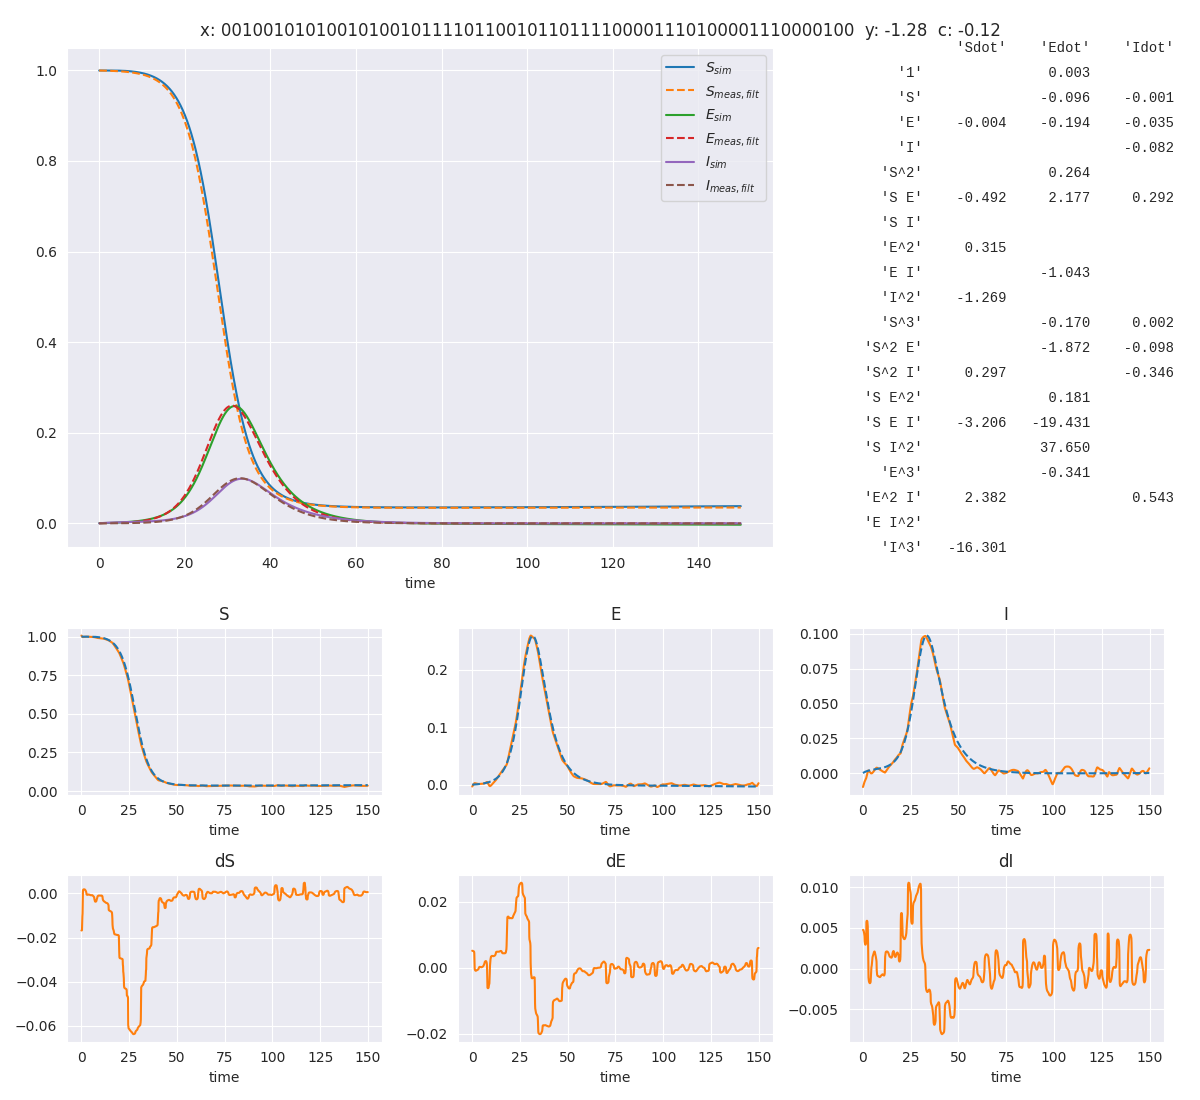 x: 001001010100101001011111011001011011110000111010000111 0000100 y: -1.28 c: -0.12
'Sdot' 'Edot' 'Idot'
'1' 0.003
'S' -0.096 -0.001
'E' -0.004 -0.194 -0.035
'I' -0.082
'S^2' 0.264
'S E' -0.492 2.177 0.292
'S I'
'E^2' 0.315
'E I' -1.043
'I^2' -1.269
'S^3' -0.170 0.002
'S^2 E' -1.872 -0.098
'S^2 I' 0.297 -0.346
'S E^2' 0.181
'S E I' -3.206 -19.431
'S I^2' 37.650
'E^3' -0.341
'E^2 I' 2.382 0.543
'E I^2'
'I^3' -16.301
S_sim
S_meas,filt
E_sim
E_meas,filt
I_sim
I_meas,filt
1.0
0.8
0.6
0.4
0.2
0.0
0 20 40 60 80 100 120 140
time
S
1.00
0.75
0.50
0.25
0.00
0 25 50 75 100 125 150
time
E
0.2
0.1
0.0
0 25 50 75 100 125 150
time
I
0.100
0.075
0.050
0.025
0.000
0 25 50 75 100 125 150
time
dS
0.00
−0.02
−0.04
−0.06
0 25 50 75 100 125 150
time
dE
0.02
0.00
−0.02
0 25 50 75 100 125 150
time
dI
0.010
0.005
0.000
−0.005
0 25 50 75 100 125 150
time